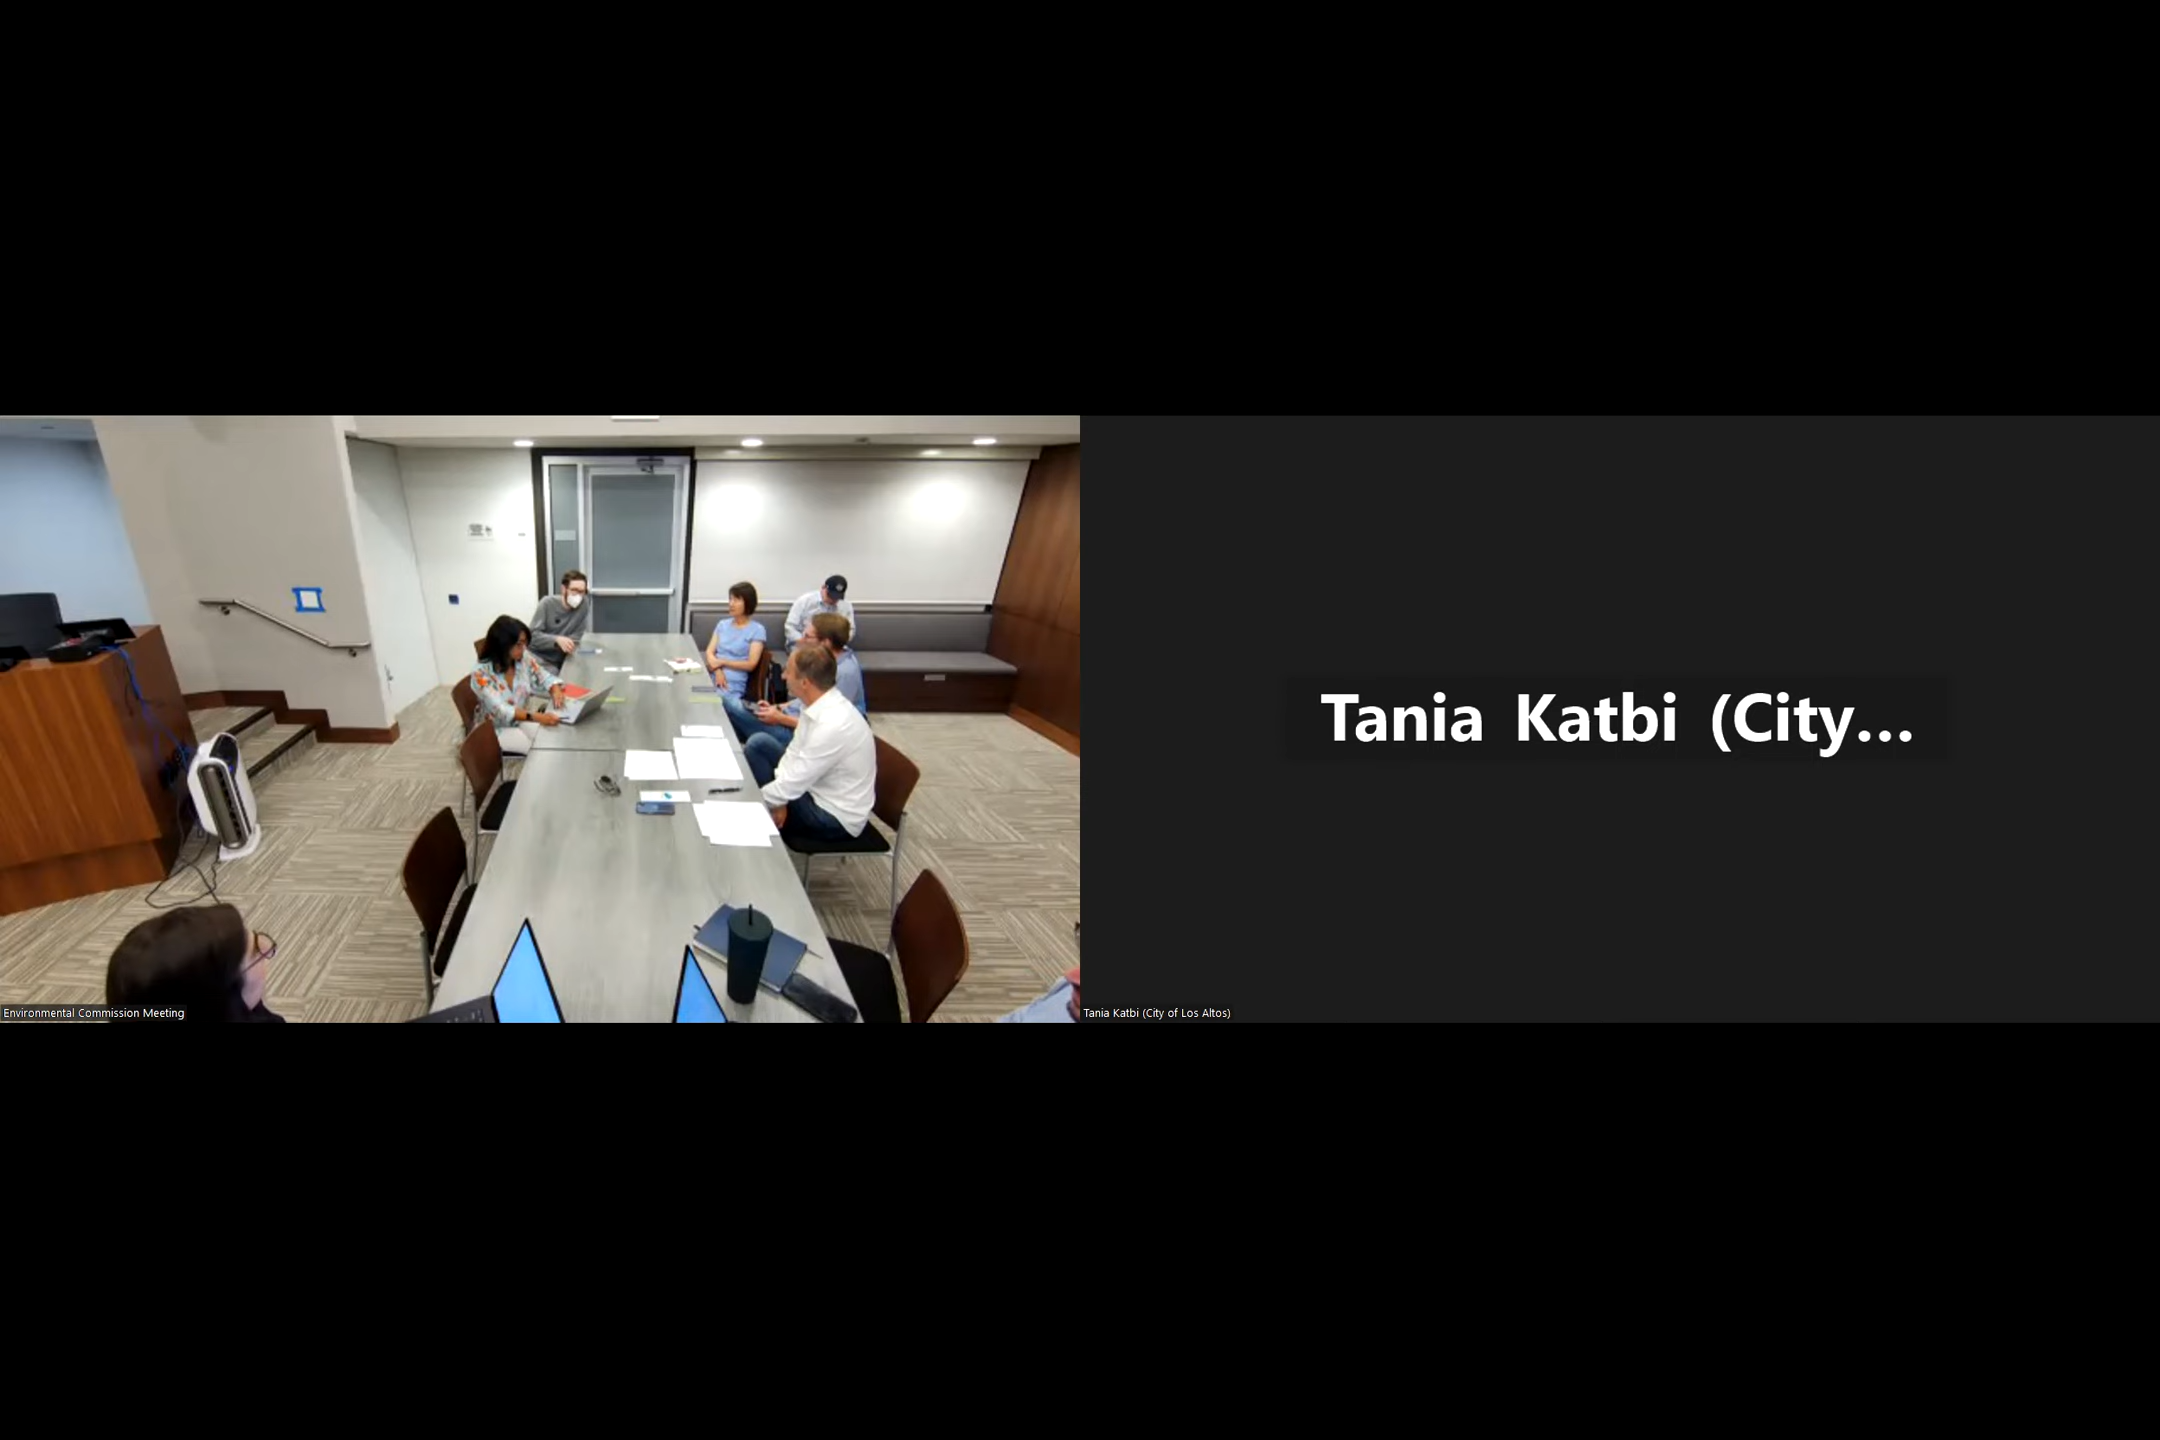 Tania Katbi (City...
Environmental Commission Meeting
Tania Katbi (City of Los Altos)